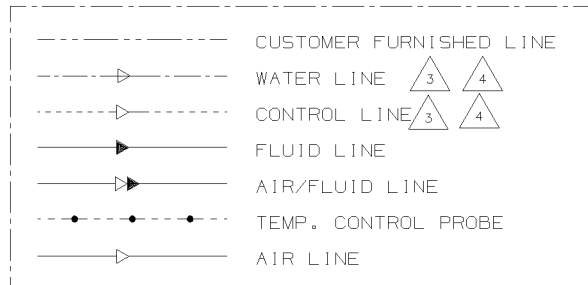 CUSTOMER FURNISHED LINE
WATER LINE 3 4
CONTROL LINE 3 4
FLUID LINE
AIR/FLUID LINE
TEMP. CONTROL PROBE
AIR LINE